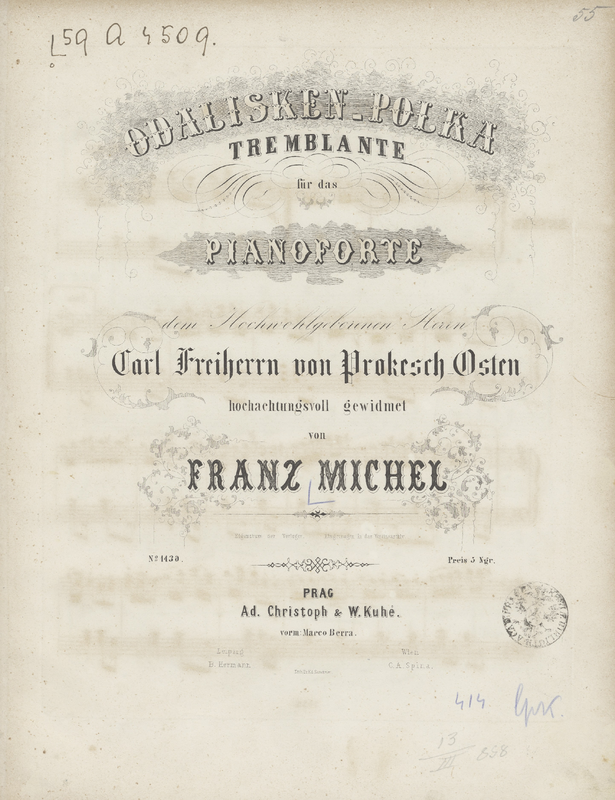 55
L59 A 4509.
ODALISKEN-POLKA
TREMBLANTE
für das
PIANOFORTE
dem Hochwohlgebornen Herrn
Carl Freiherrn von Prokesch Osten
hochachtungsvoll gewidmet
von
FRANZ MICHEL
Eigenthum der Verleger
No 1430.
Preis 5 Ngr.
PRAG
Ad. Christoph & W. Kuhé.
vorm: Marco Berra.
Leipzig
Wien
B. Hermann
C. A. Spina.
414
13
III
898